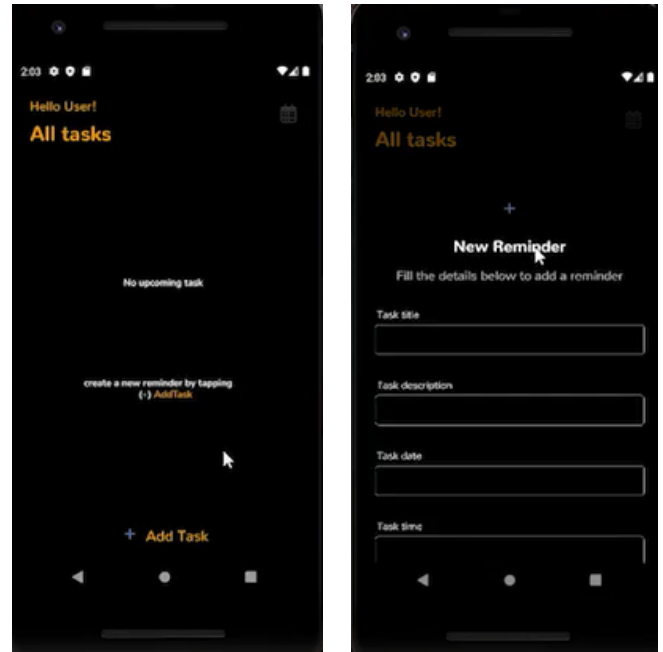 2:03
Hello User!
All tasks
No upcoming task
create a new reminder by tapping
(+) AddTask
+ Add Task
2:03
Hello User!
All tasks
+
New Reminder
Fill the details below to add a reminder
Task title
Task description
Task date
Task time